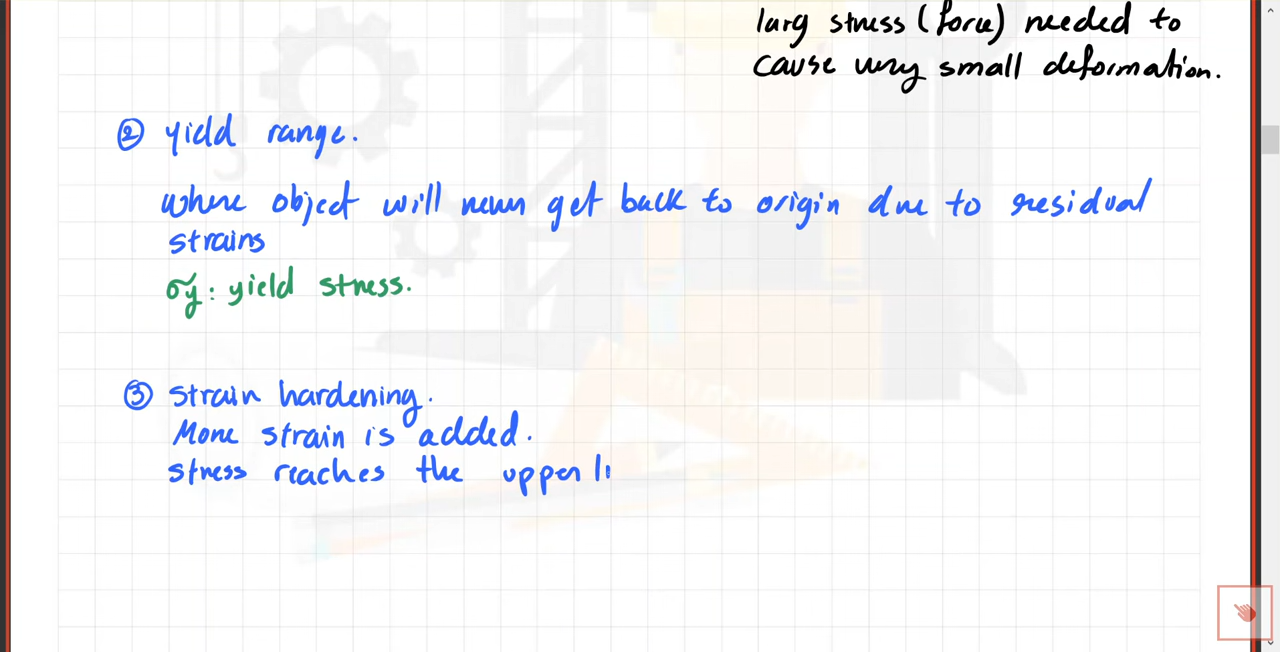 larg stress (force) needed to
cause very small deformation.
② yield range.
where object will never get back to origin due to residual
strains
σy: yield stress.
③ strain hardening.
More strain is added.
stress reaches the upper li